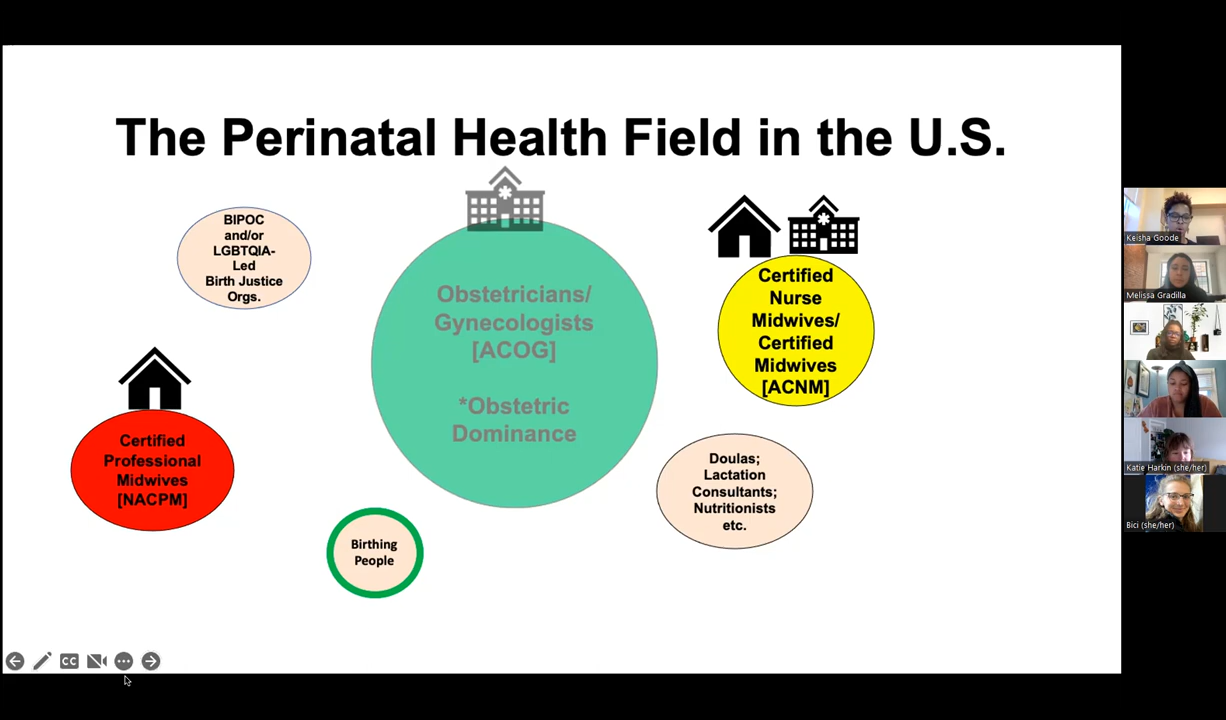 The Perinatal Health Field in the U.S.
BIPOC
and/or
LGBTQIA-
Led
Birth Justice
Orgs.
Obstetricians/
Gynecologists
[ACOG]
*Obstetric
Dominance
Certified
Nurse
Midwives/
Certified
Midwives
[ACNM]
Certified
Professional
Midwives
[NACPM]
Doulas;
Lactation
Consultants;
Nutritionists
etc.
Birthing
People
CC
Keisha Goode
Melissa Gradilla
Katie Harkin (she/her)
Bici (she/her)